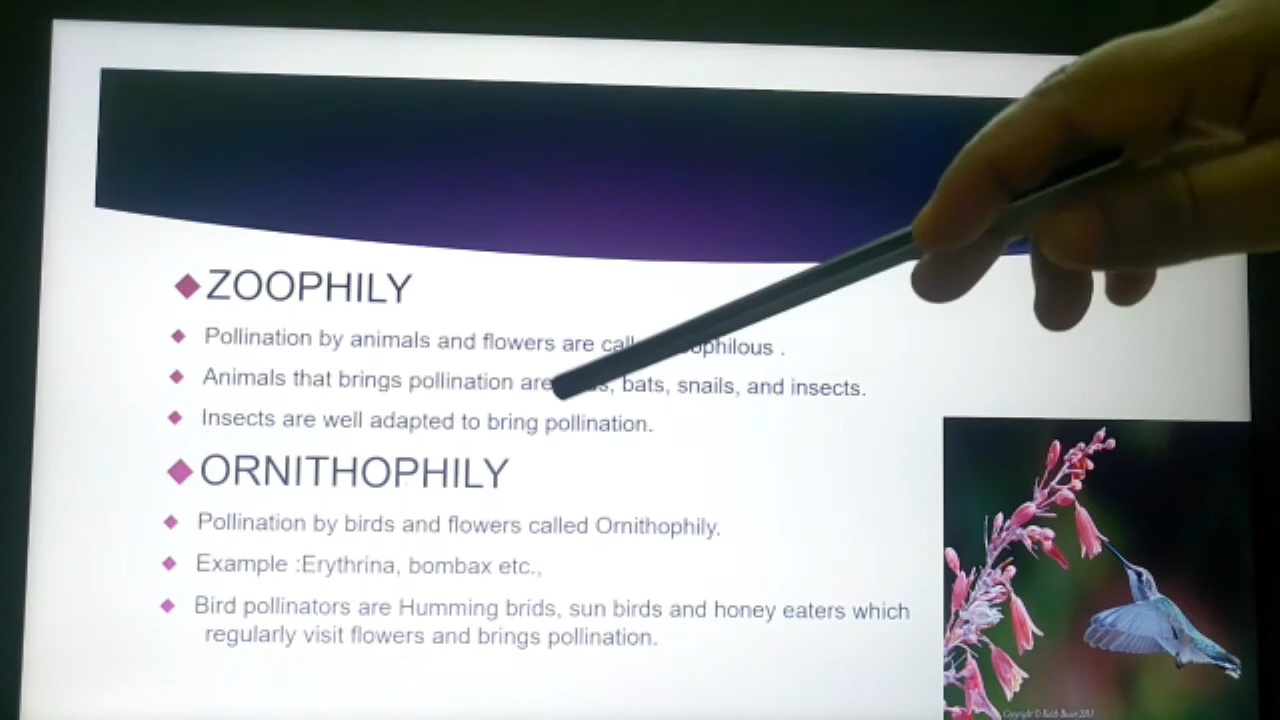 ZOOPHILY
Pollination by animals and flowers are
Animals that brings pollination are bats, snails, and insects.
Insects are well adapted to bring pollination.
ORNITHOPHILY
Pollination by birds and flowers called Ornithophily.
Example :Erythrina, bombax etc.,
Bird pollinators are Humming brids, sun birds and honey eaters which
regularly visit flowers and brings pollination.